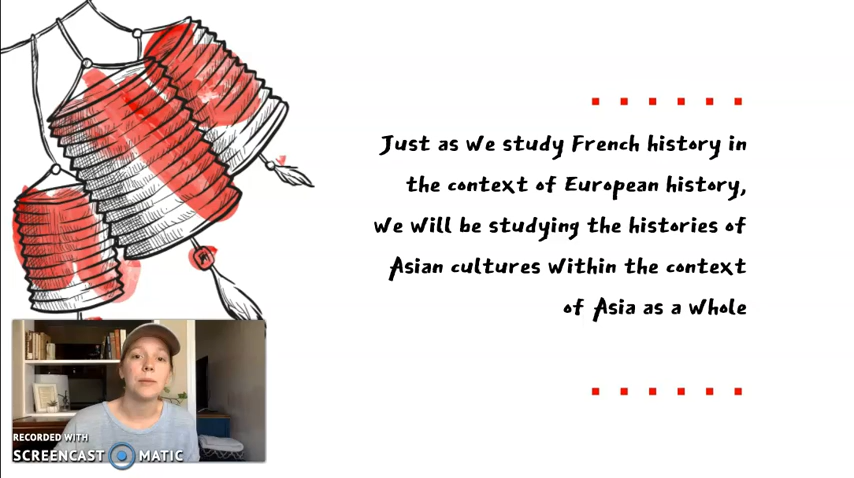 Just as we study French history in
the context of European history,
we will be studying the histories of
Asian cultures within the context
of Asia as a whole
RECORDED WITH
SCREENCAST MATIC